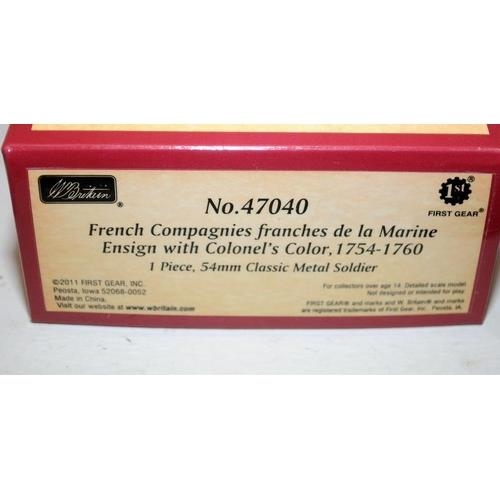 W. Britain ®
No.47040
1st ®
FIRST GEAR®
French Compagnies franches de la Marine
Ensign with Colonel's Color, 1754-1760
1 Piece, 54mm Classic Metal Soldier
©2011 FIRST GEAR, INC.
Peosta, Iowa 52068-0052
Made in China.
Visit our website at www.wbritain.com
For collectors over age 14. Detailed scale model.
Not designed or intended for play.
FIRST GEAR® and marks and W. Britain® and marks
are registered trademarks of First Gear, Inc. Peosta, IA.